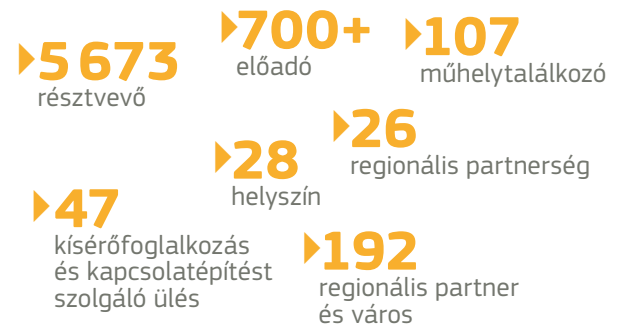 5 673
résztvevő
700+
előadó
107
műhelytalálkozó
28
helyszín
26
regionális partnerség
47
kísérőfoglalkozás
és kapcsolatépítést
szolgáló ülés
192
regionális partner
és város